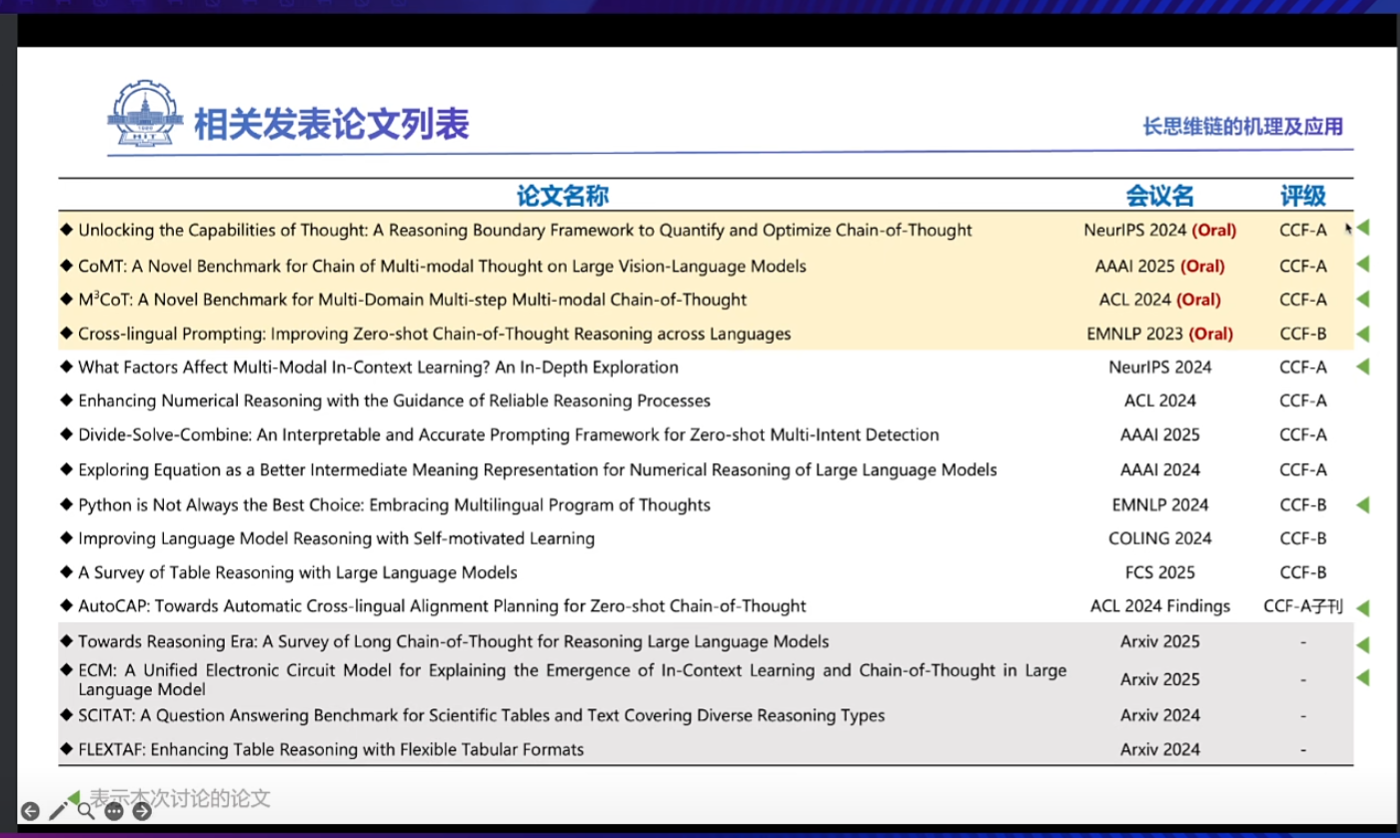 相关发表论文列表
长思维链的机理及应用
论文名称 会议名 评级
◆ Unlocking the Capabilities of Thought: A Reasoning Boundary Framework to Quantify and Optimize Chain-of-Thought NeurIPS 2024 (Oral) CCF-A
◆ CoMT: A Novel Benchmark for Chain of Multi-modal Thought on Large Vision-Language Models AAAI 2025 (Oral) CCF-A
◆ M³CoT: A Novel Benchmark for Multi-Domain Multi-step Multi-modal Chain-of-Thought ACL 2024 (Oral) CCF-A
◆ Cross-lingual Prompting: Improving Zero-shot Chain-of-Thought Reasoning across Languages EMNLP 2023 (Oral) CCF-B
◆ What Factors Affect Multi-Modal In-Context Learning? An In-Depth Exploration NeurIPS 2024 CCF-A
◆ Enhancing Numerical Reasoning with the Guidance of Reliable Reasoning Processes ACL 2024 CCF-A
◆ Divide-Solve-Combine: An Interpretable and Accurate Prompting Framework for Zero-shot Multi-Intent Detection AAAI 2025 CCF-A
◆ Exploring Equation as a Better Intermediate Meaning Representation for Numerical Reasoning of Large Language Models AAAI 2024 CCF-A
◆ Python is Not Always the Best Choice: Embracing Multilingual Program of Thoughts EMNLP 2024 CCF-B
◆ Improving Language Model Reasoning with Self-motivated Learning COLING 2024 CCF-B
◆ A Survey of Table Reasoning with Large Language Models FCS 2025 CCF-B
◆ AutoCAP: Towards Automatic Cross-lingual Alignment Planning for Zero-shot Chain-of-Thought ACL 2024 Findings CCF-A子刊
◆ Towards Reasoning Era: A Survey of Long Chain-of-Thought for Reasoning Large Language Models Arxiv 2025 -
◆ ECM: A Unified Electronic Circuit Model for Explaining the Emergence of In-Context Learning and Chain-of-Thought in Large
Language Model Arxiv 2025 -
◆ SCITAT: A Question Answering Benchmark for Scientific Tables and Text Covering Diverse Reasoning Types Arxiv 2024 -
◆ FLEXTAF: Enhancing Table Reasoning with Flexible Tabular Formats Arxiv 2024 -
表示本次讨论的论文